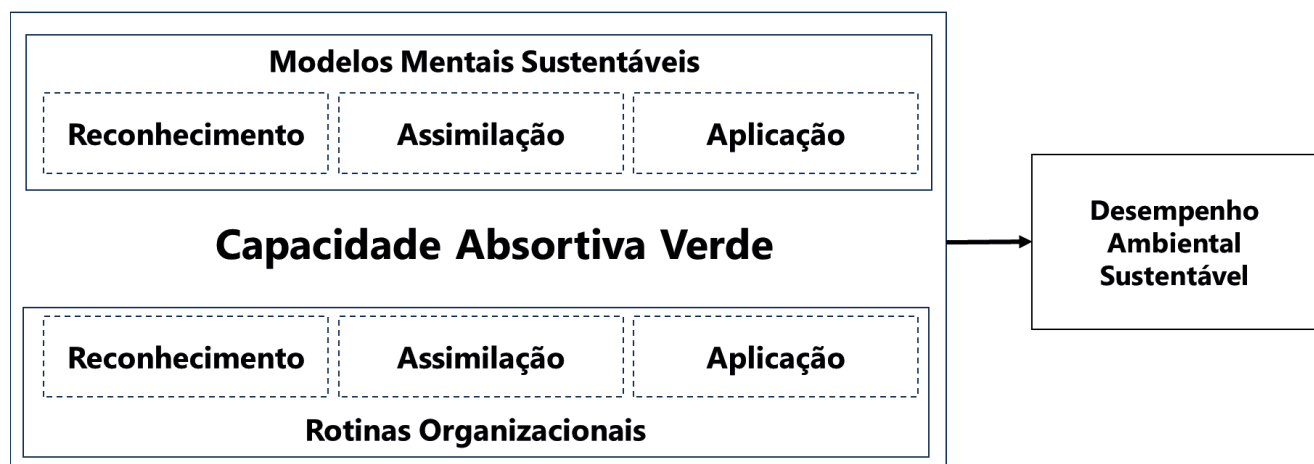 Modelos Mentais Sustentáveis
Reconhecimento
Assimilação
Aplicação
Capacidade Absortiva Verde
Desempenho
Ambiental
Sustentável
Reconhecimento
Assimilação
Aplicação
Rotinas Organizacionais